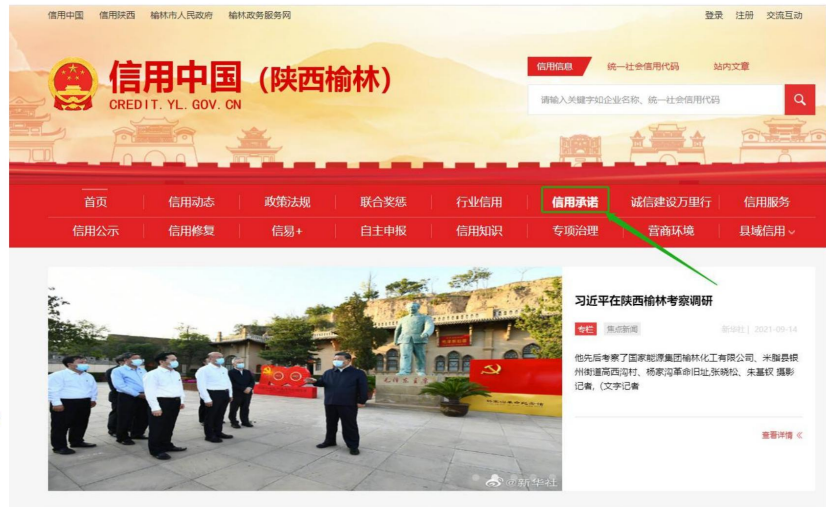 信用中国 信用陕西 榆林市人民政府 榆林政务服务网 登录 注册 交流互动
信用中国（陕西榆林）
CREDIT.YL.GOV.CN
信用信息 统一社会信用代码 站内文章
请输入关键字如企业名称、统一社会信用代码
首页 信用动态 政策法规 联合奖惩 行业信用 信用承诺 诚信建设万里行 信用服务
信用公示 信用修复 信易+ 自主申报 信用知识 专项治理 营商环境 县域信用
习近平在陕西榆林考察调研
专栏 焦点新闻 新华社 | 2021-09-14
他先后考察了国家能源集团榆林化工有限公司、米脂县银
州街道高西沟村、杨家沟革命旧址,张晓松、朱基钗 摄影
记者, (文字记者
查看详情 《
@新华社